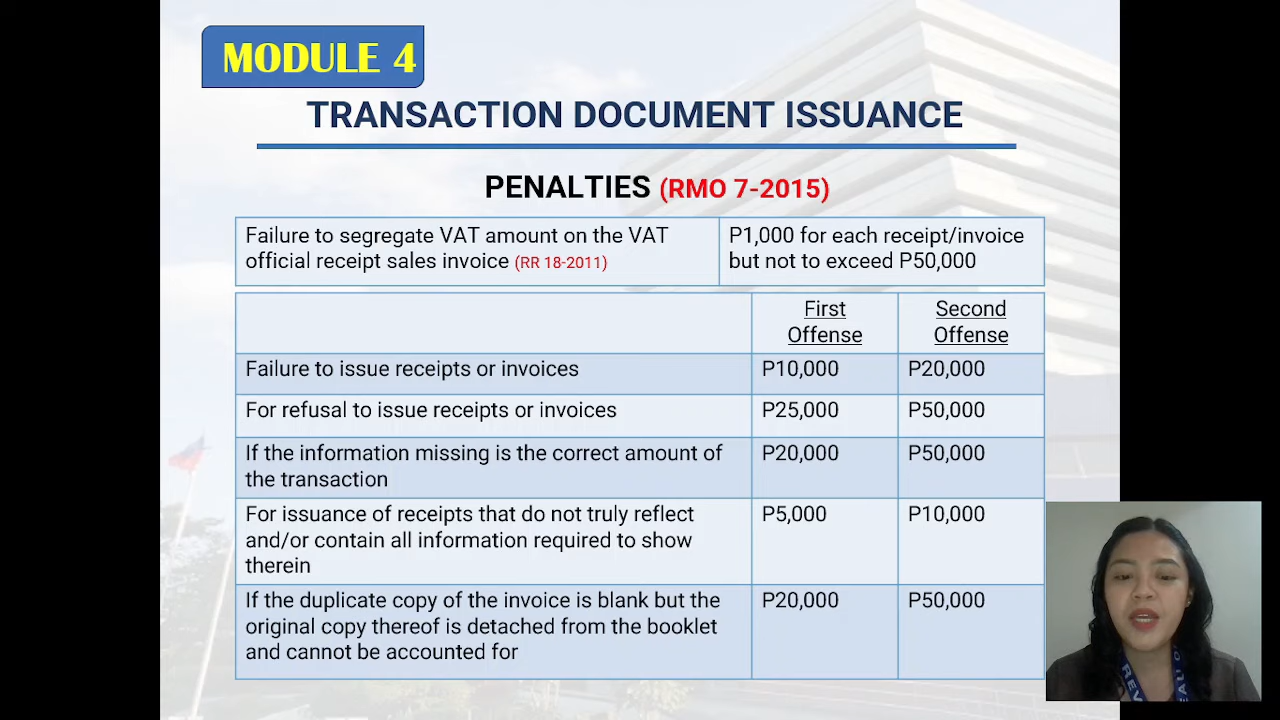 MODULE 4
TRANSACTION DOCUMENT ISSUANCE
PENALTIES (RMO 7-2015)
Failure to segregate VAT amount on the VAT
official receipt sales invoice (RR 18-2011)
P1,000 for each receipt/invoice
but not to exceed P50,000
First
Offense
Second
Offense
Failure to issue receipts or invoices
P10,000
P20,000
For refusal to issue receipts or invoices
P25,000
P50,000
If the information missing is the correct amount of
the transaction
P20,000
P50,000
For issuance of receipts that do not truly reflect
and/or contain all information required to show
therein
P5,000
P10,000
If the duplicate copy of the invoice is blank but the
original copy thereof is detached from the booklet
and cannot be accounted for
P20,000
P50,000